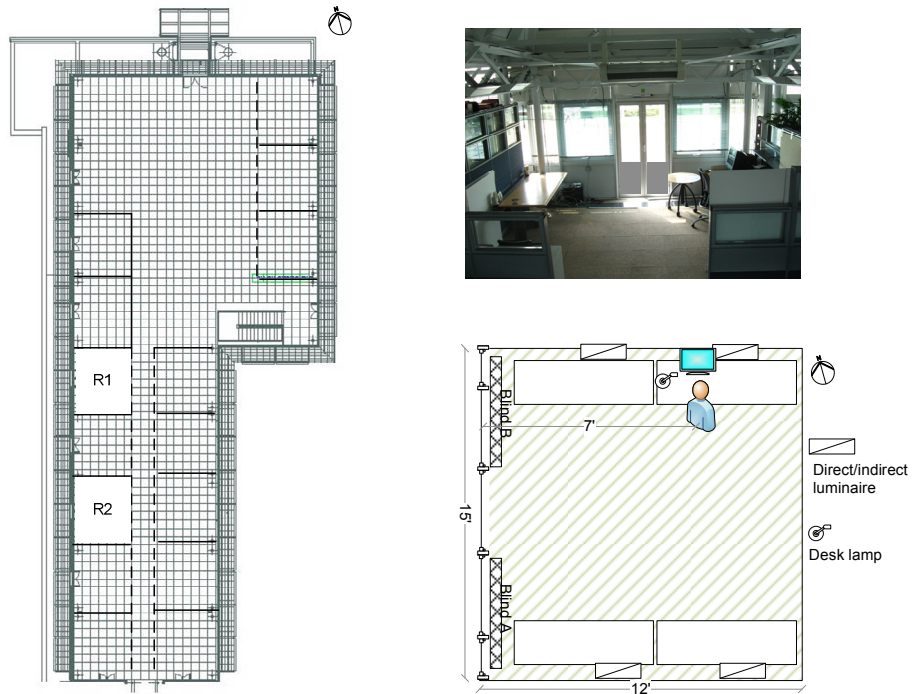 R1
R2
Blind B
7'
15'
Blind A
12'
Direct/indirect
luminaire
Desk lamp